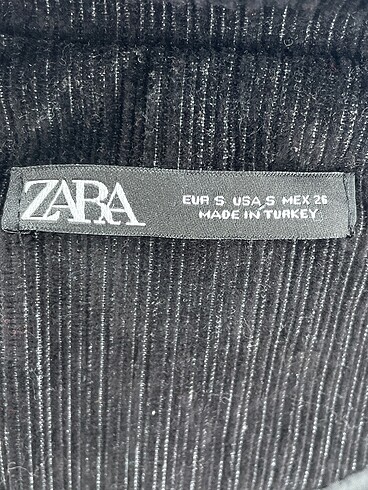 ZARA
EUR S USA S MEX 26
MADE IN TURKEY